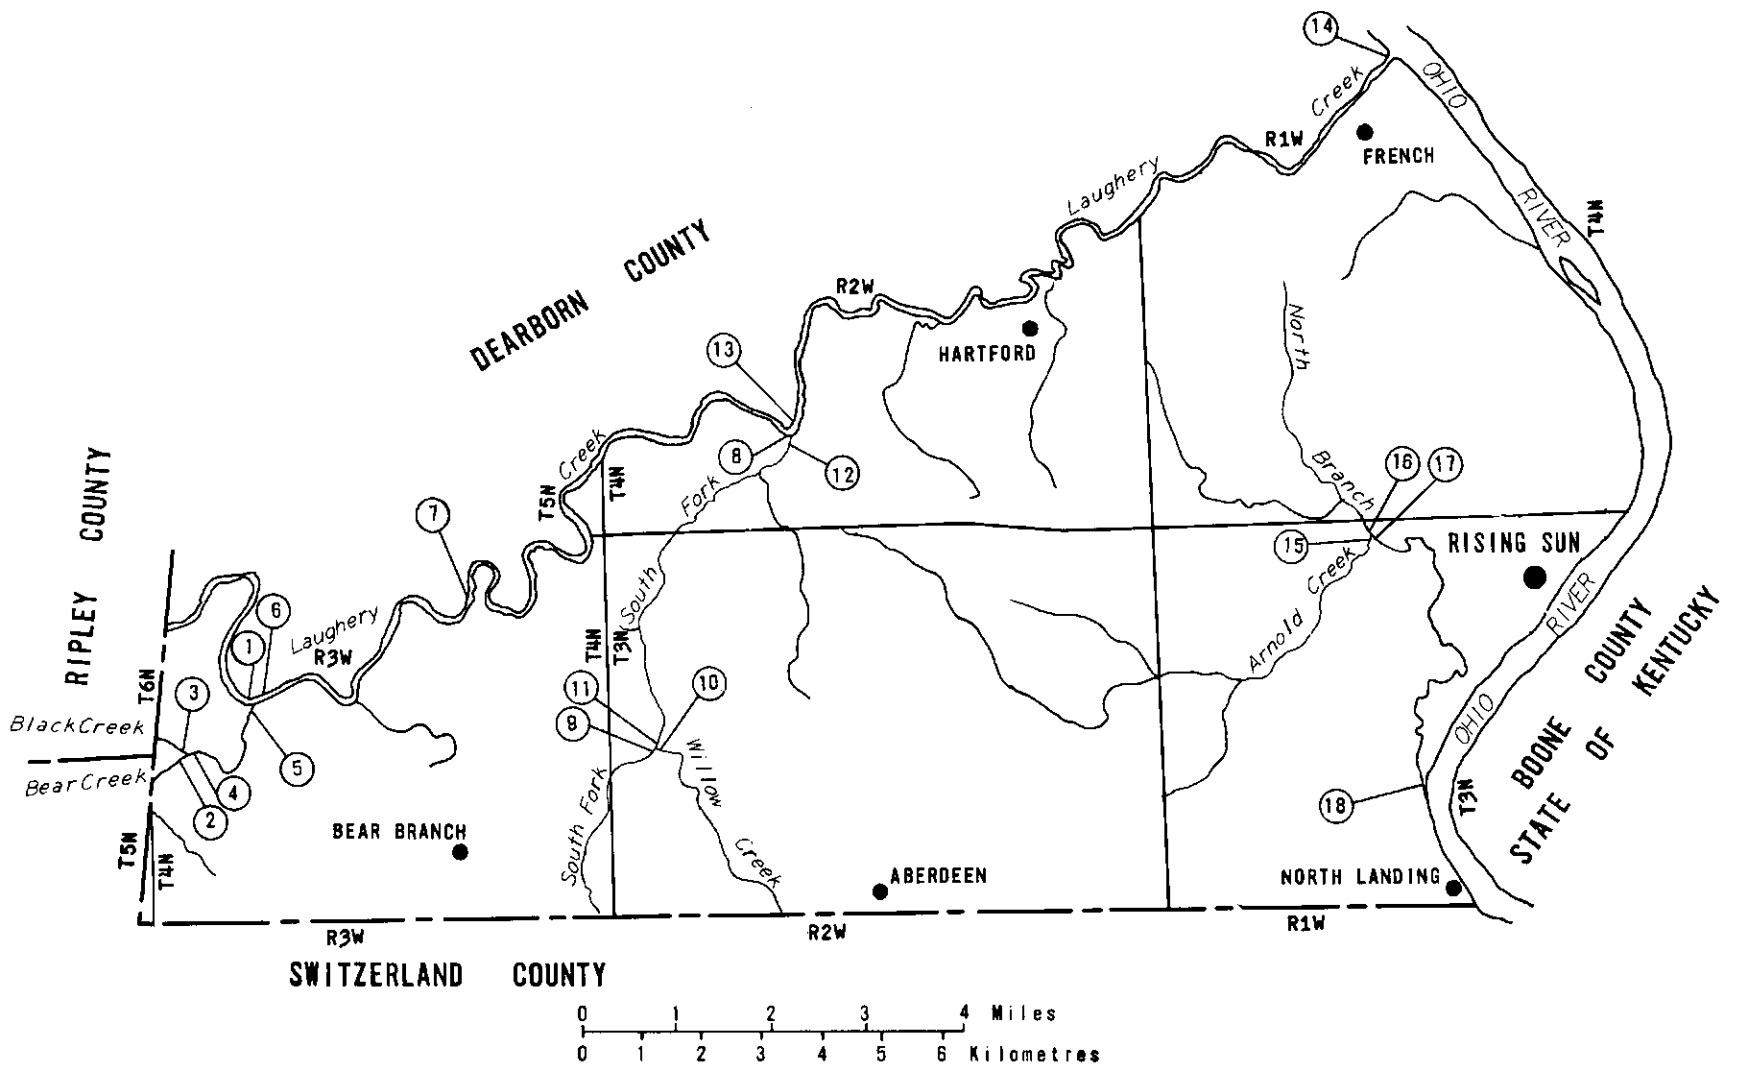 14
OHIO
Creek
R1W
FRENCH
Laughery
RIVER
T4N
DEARBORN COUNTY
R2W
North
HARTFORD
13
Creek
8
12
Branch
16
17
T4N
Fork
T5N
7
RIPLEY COUNTY
15
RISING SUN
South
Creek
Arnold
RIVER
6
1
Laughery
R3W
T4N
T3N
BOONE COUNTY
STATE OF KENTUCKY
T6N
3
11
10
9
OHIO
Black Creek
Bear Creek
5
4
2
Willow
Creek
South Fork
18
T3N
T5N
T4N
BEAR BRANCH
ABERDEEN
NORTH LANDING
R3W
R2W
R1W
SWITZERLAND COUNTY
0 1 2 3 4 Miles
0 1 2 3 4 5 6 Kilometres